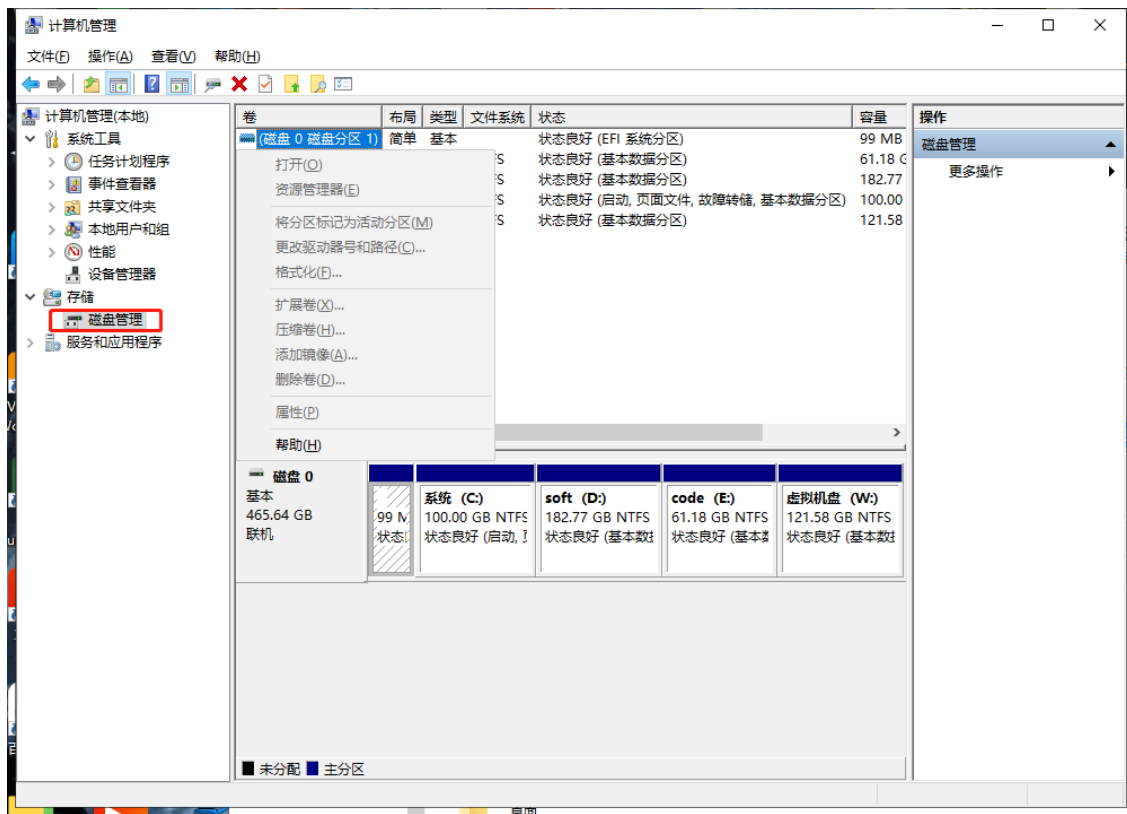 计算机管理
文件(F) 操作(A) 查看(V) 帮助(H)
计算机管理(本地)
系统工具
任务计划程序
事件查看器
共享文件夹
本地用户和组
性能
设备管理器
存储
磁盘管理
服务和应用程序
卷 布局 类型 文件系统 状态 容量
(磁盘 0 磁盘分区 1) 简单 基本 状态良好 (EFI 系统分区) 99 MB
状态良好 (基本数据分区) 61.18 G
状态良好 (基本数据分区) 182.77
状态良好 (启动, 页面文件, 故障转储, 基本数据分区) 100.00
状态良好 (基本数据分区) 121.58
打开(O)
资源管理器(E)
将分区标记为活动分区(M)
更改驱动器号和路径(C)...
格式化(F)...
扩展卷(X)...
压缩卷(H)...
添加镜像(A)...
删除卷(D)...
属性(P)
帮助(H)
操作
磁盘管理
更多操作
磁盘 0
基本
465.64 GB
联机
99 M
状态
系统 (C:)
100.00 GB NTFS
状态良好 (启动,
soft (D:)
182.77 GB NTFS
状态良好 (基本数
code (E:)
61.18 GB NTFS
状态良好 (基本
虚拟机盘 (W:)
121.58 GB NTFS
状态良好 (基本数
未分配 主分区